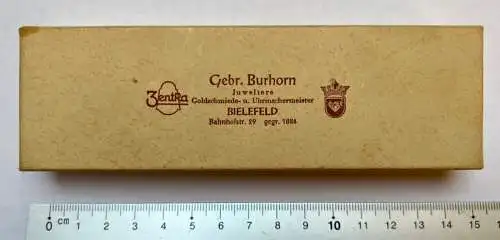 Gebr. Burhorn
Juweliere
Goldschmiede- u. Uhrmachermeister
BIELEFELD
Bahnhofstr. 29 gegr. 1884
Zentra
0 cm 1 2 3 4 5 6 7 8 9 10 11 12 13 14 15